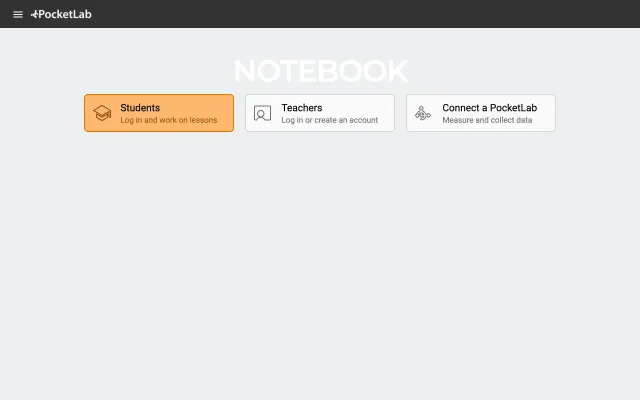 PocketLab
NOTEBOOK
Students
Log in and work on lessons
Teachers
Log in or create an account
Connect a PocketLab
Measure and collect data